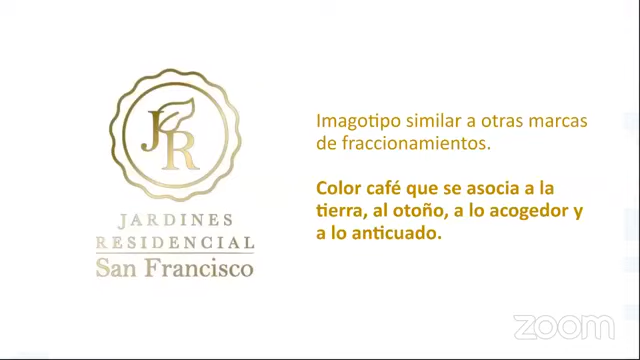 JR
JARDINES
RESIDENCIAL
San Francisco
Imagotipo similar a otras marcas
de fraccionamientos.
Color café que se asocia a la
tierra, al otoño, a lo acogedor y
a lo anticuado.
zoom